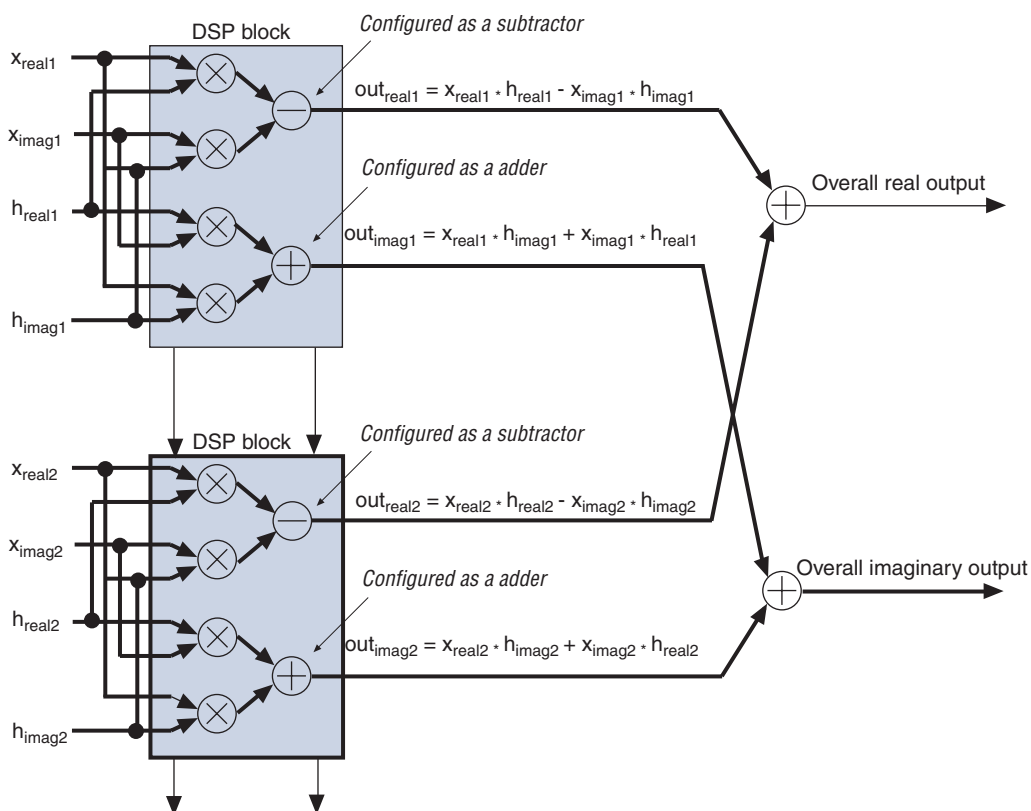 DSP block
Configured as a subtractor
x_real1
out_real1 = x_real1 * h_real1 - x_imag1 * h_imag1
x_imag1
Configured as a adder
Overall real output
h_real1
out_imag1 = x_real1 * h_imag1 + x_imag1 * h_real1
h_imag1
DSP block
Configured as a subtractor
x_real2
out_real2 = x_real2 * h_real2 - x_imag2 * h_imag2
x_imag2
Configured as a adder
Overall imaginary output
h_real2
out_imag2 = x_real2 * h_imag2 + x_imag2 * h_real2
h_imag2